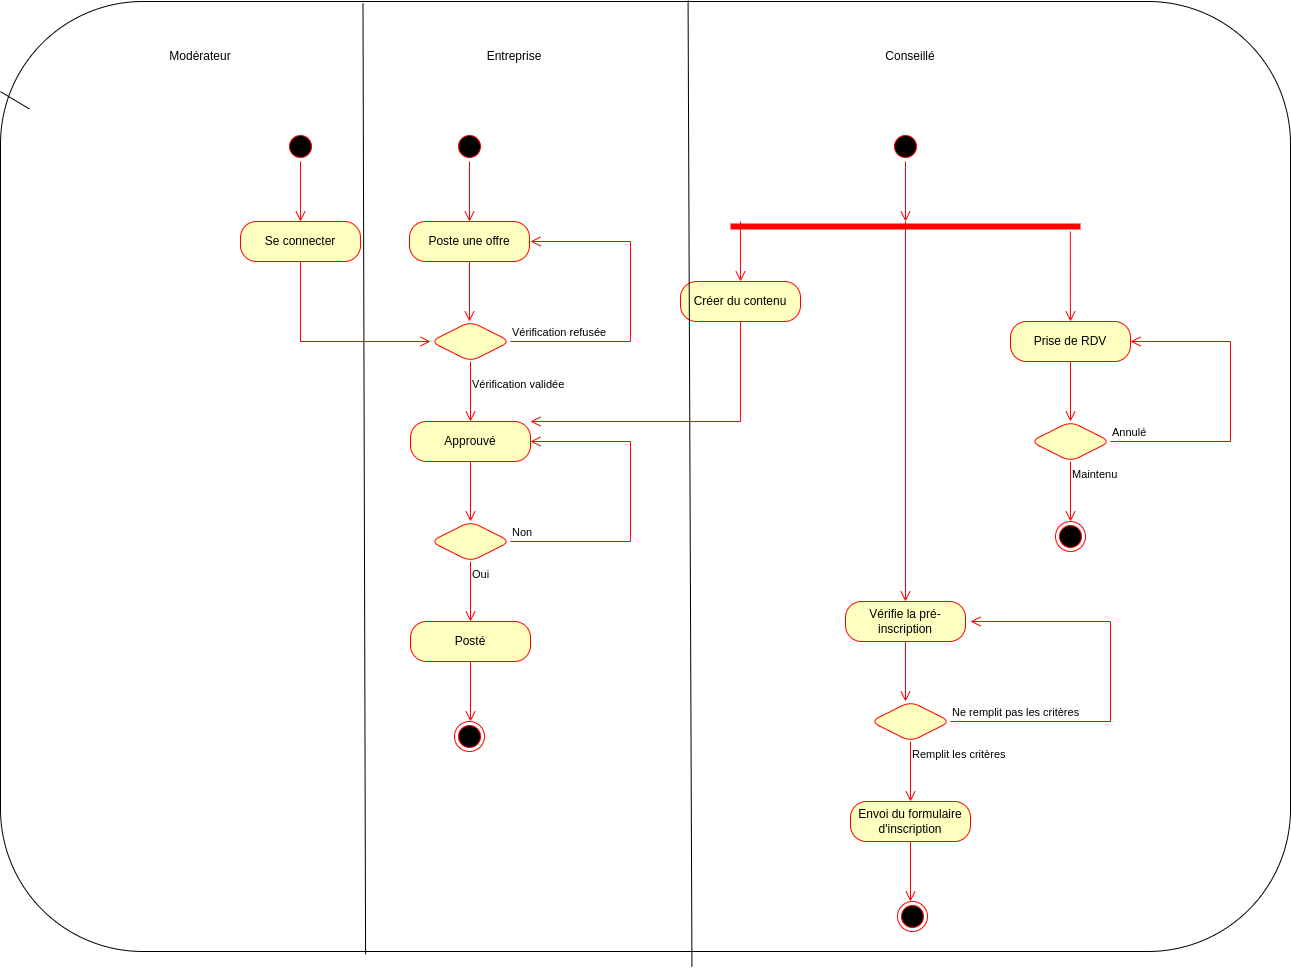 Modérateur
Entreprise
Conseillé
Se connecter
Poste une offre
Créer du contenu
Vérification refusée
Prise de RDV
Vérification validée
Approuvé
Annulé
Maintenu
Non
Oui
Vérifie la pré-
inscription
Posté
Ne remplit pas les critères
Remplit les critères
Envoi du formulaire
d'inscription